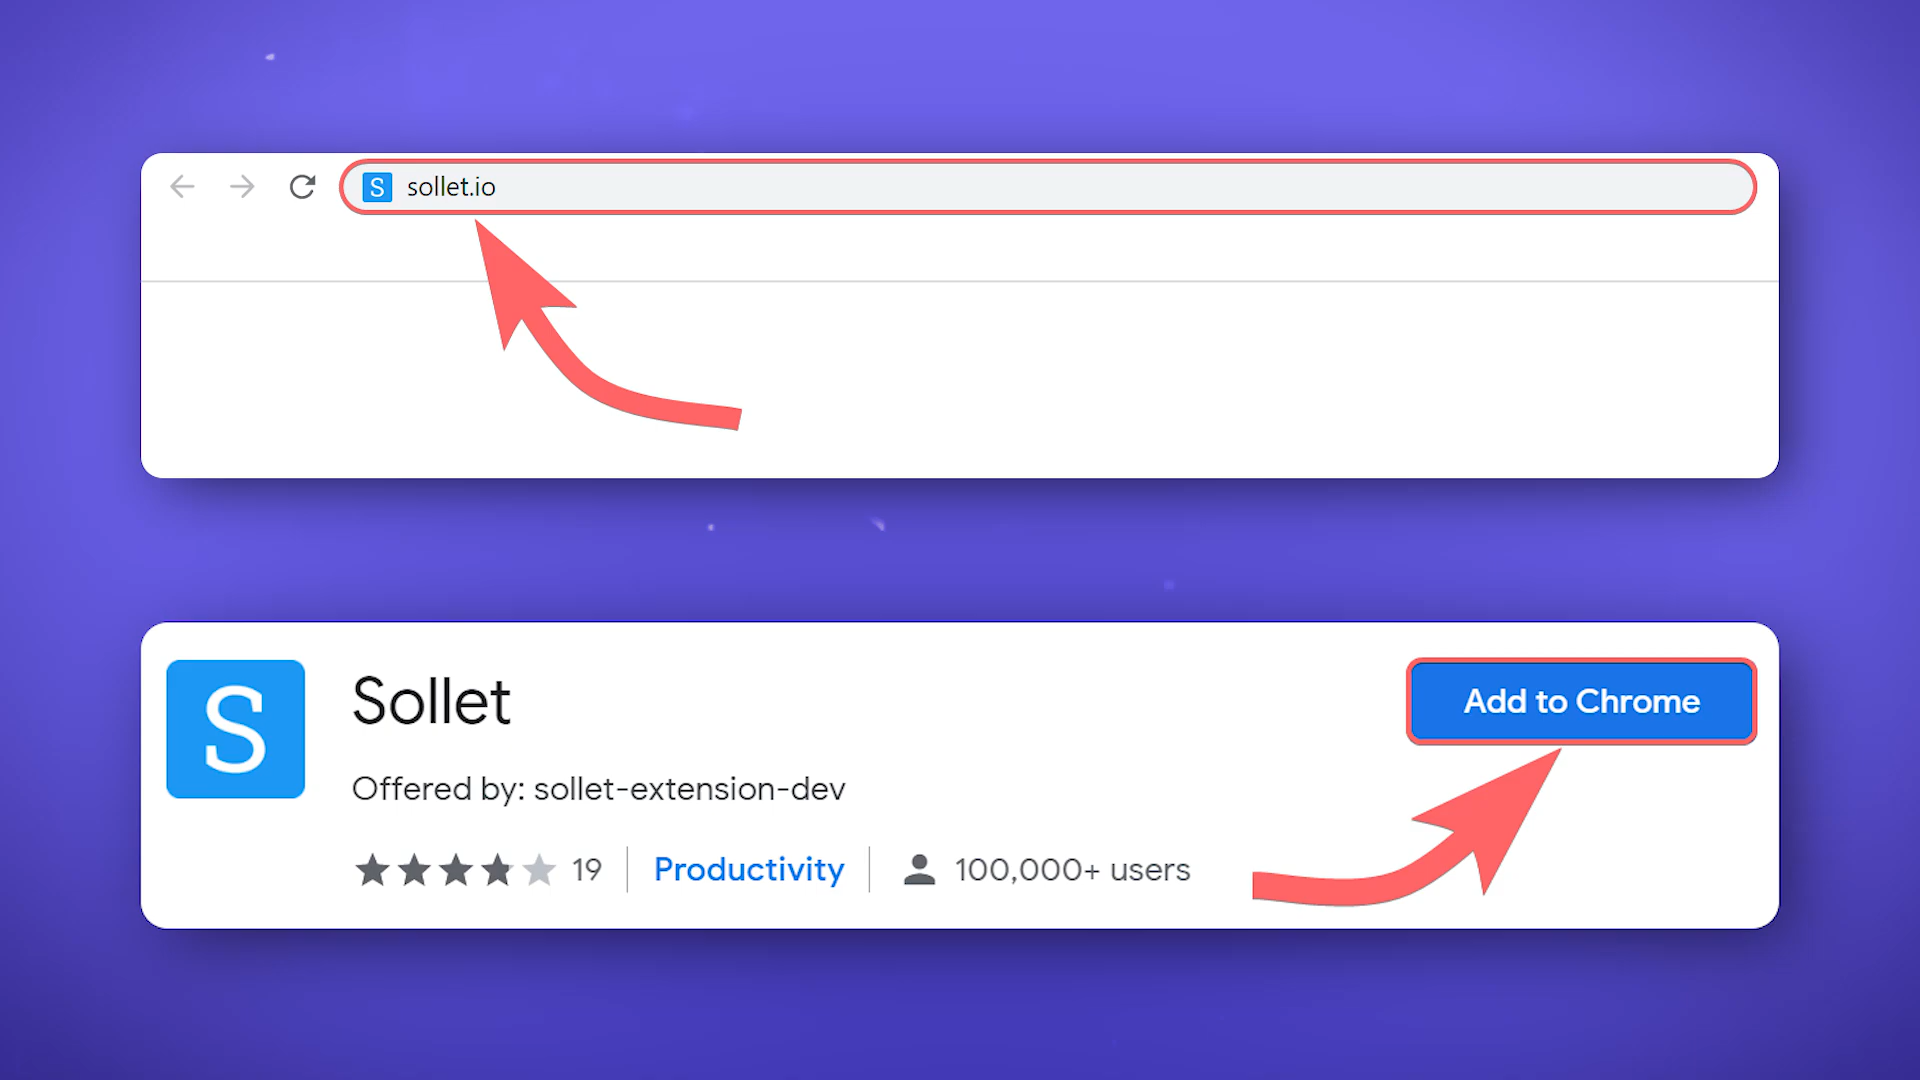 S sollet.io
S
Sollet
Add to Chrome
Offered by: sollet-extension-dev
19 Productivity 100,000+ users